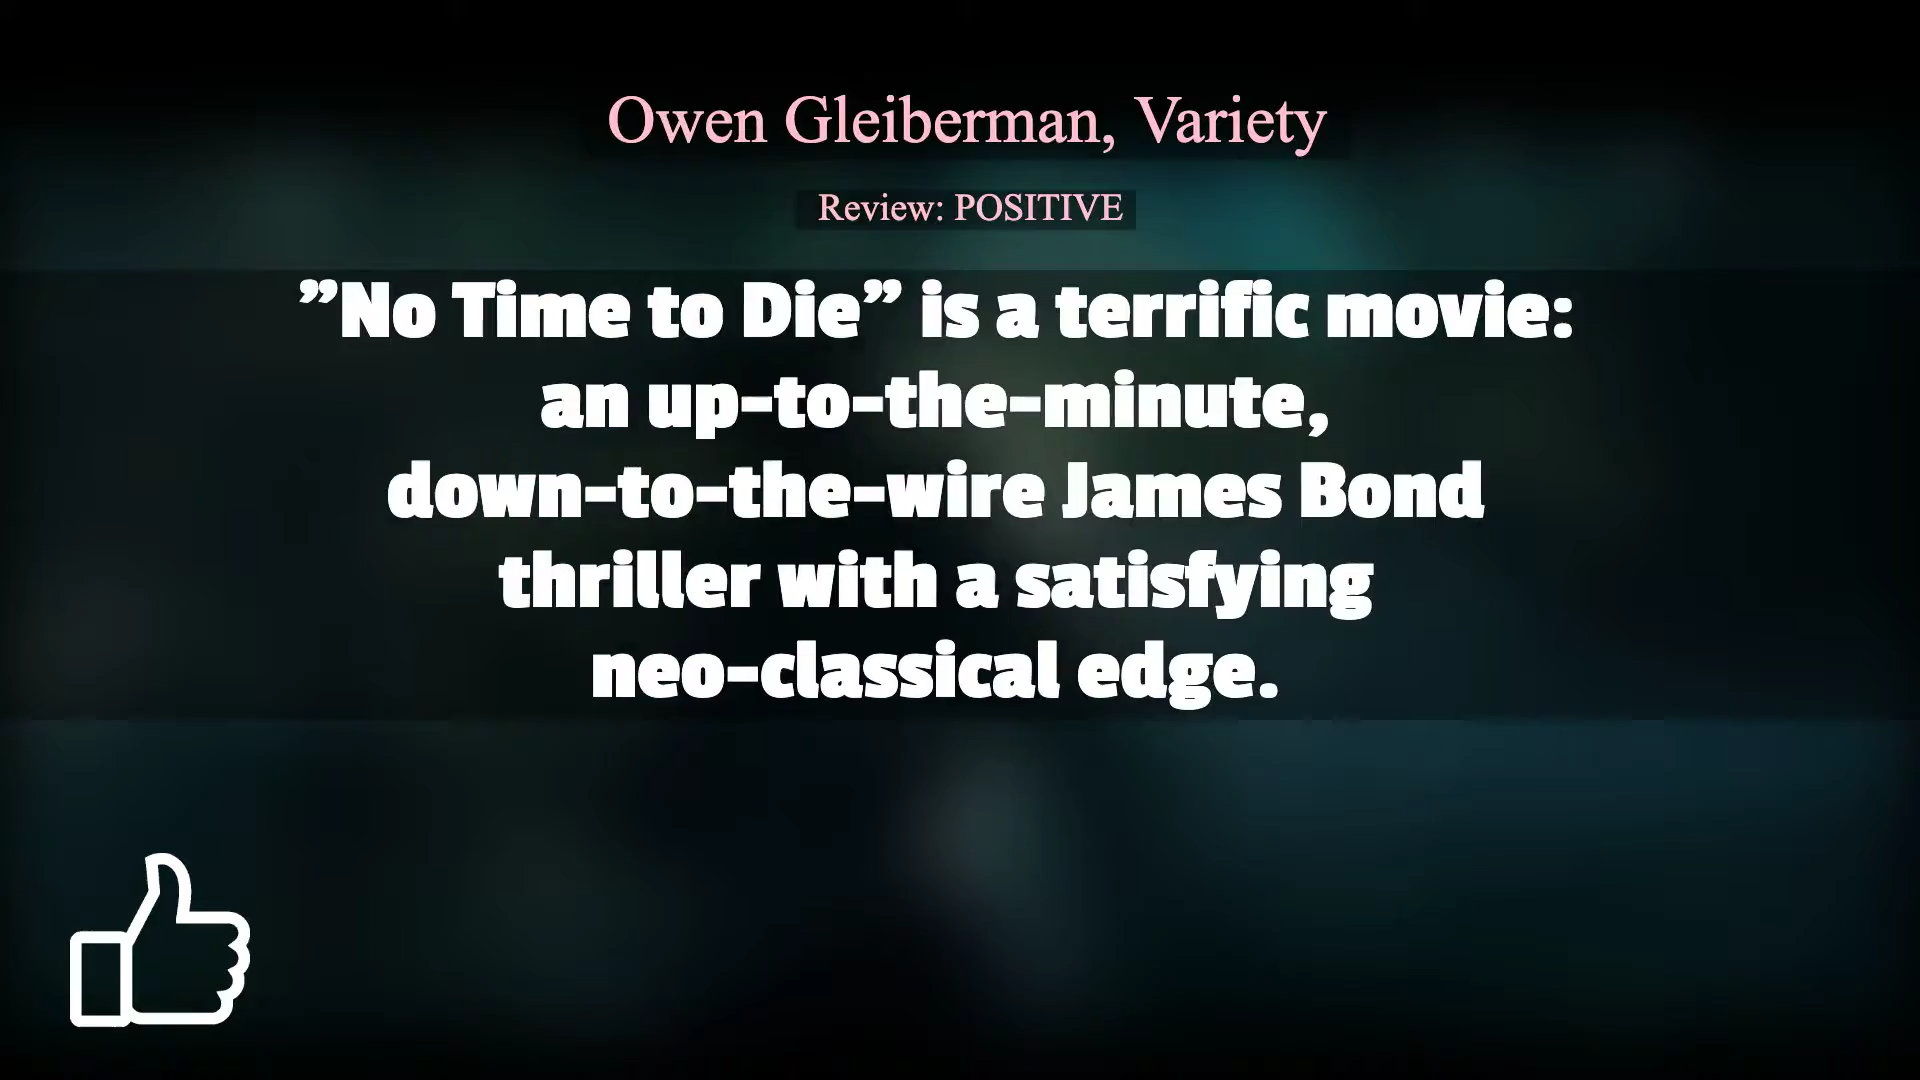 Owen Gleiberman, Variety
Review: POSITIVE
”No Time to Die” is a terrific movie:
an up-to-the-minute,
down-to-the-wire James Bond
thriller with a satisfying
neo-classical edge.